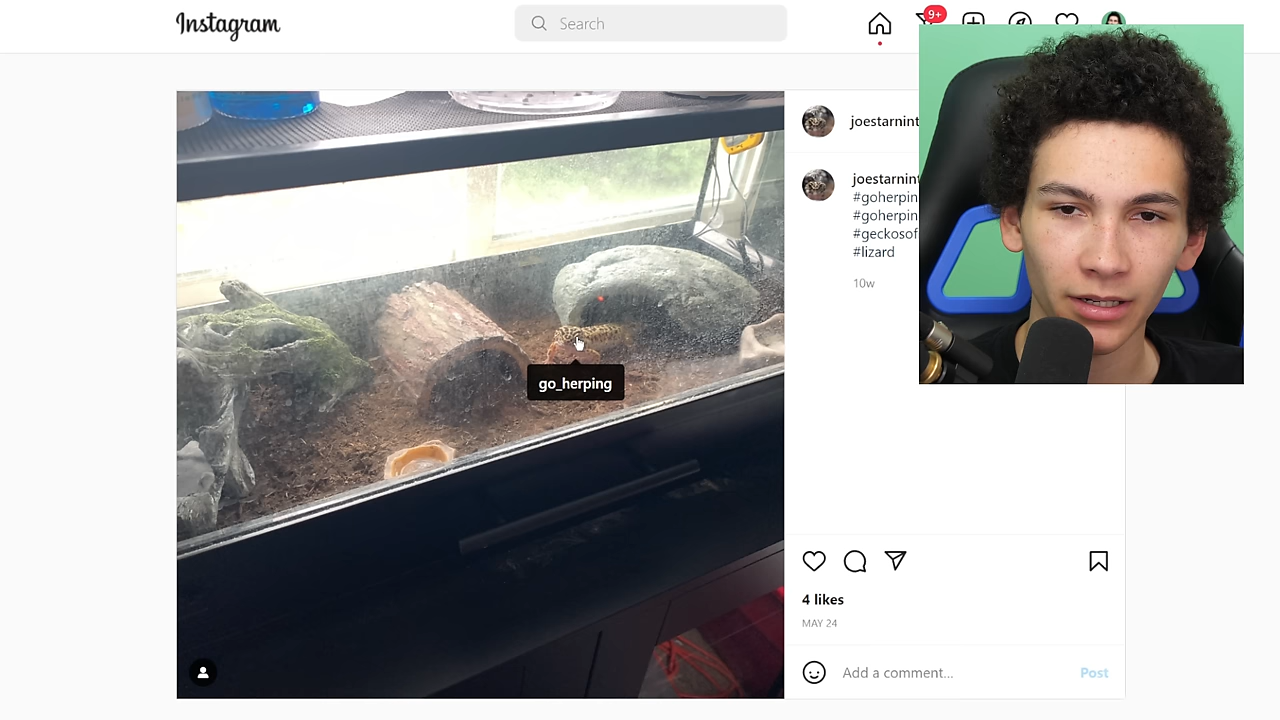 Instagram
Search
9+
joestarnint
joestarnint
#goherpin
#goherpin
#geckosof
#lizard
10w
go_herping
4 likes
MAY 24
Add a comment...
Post